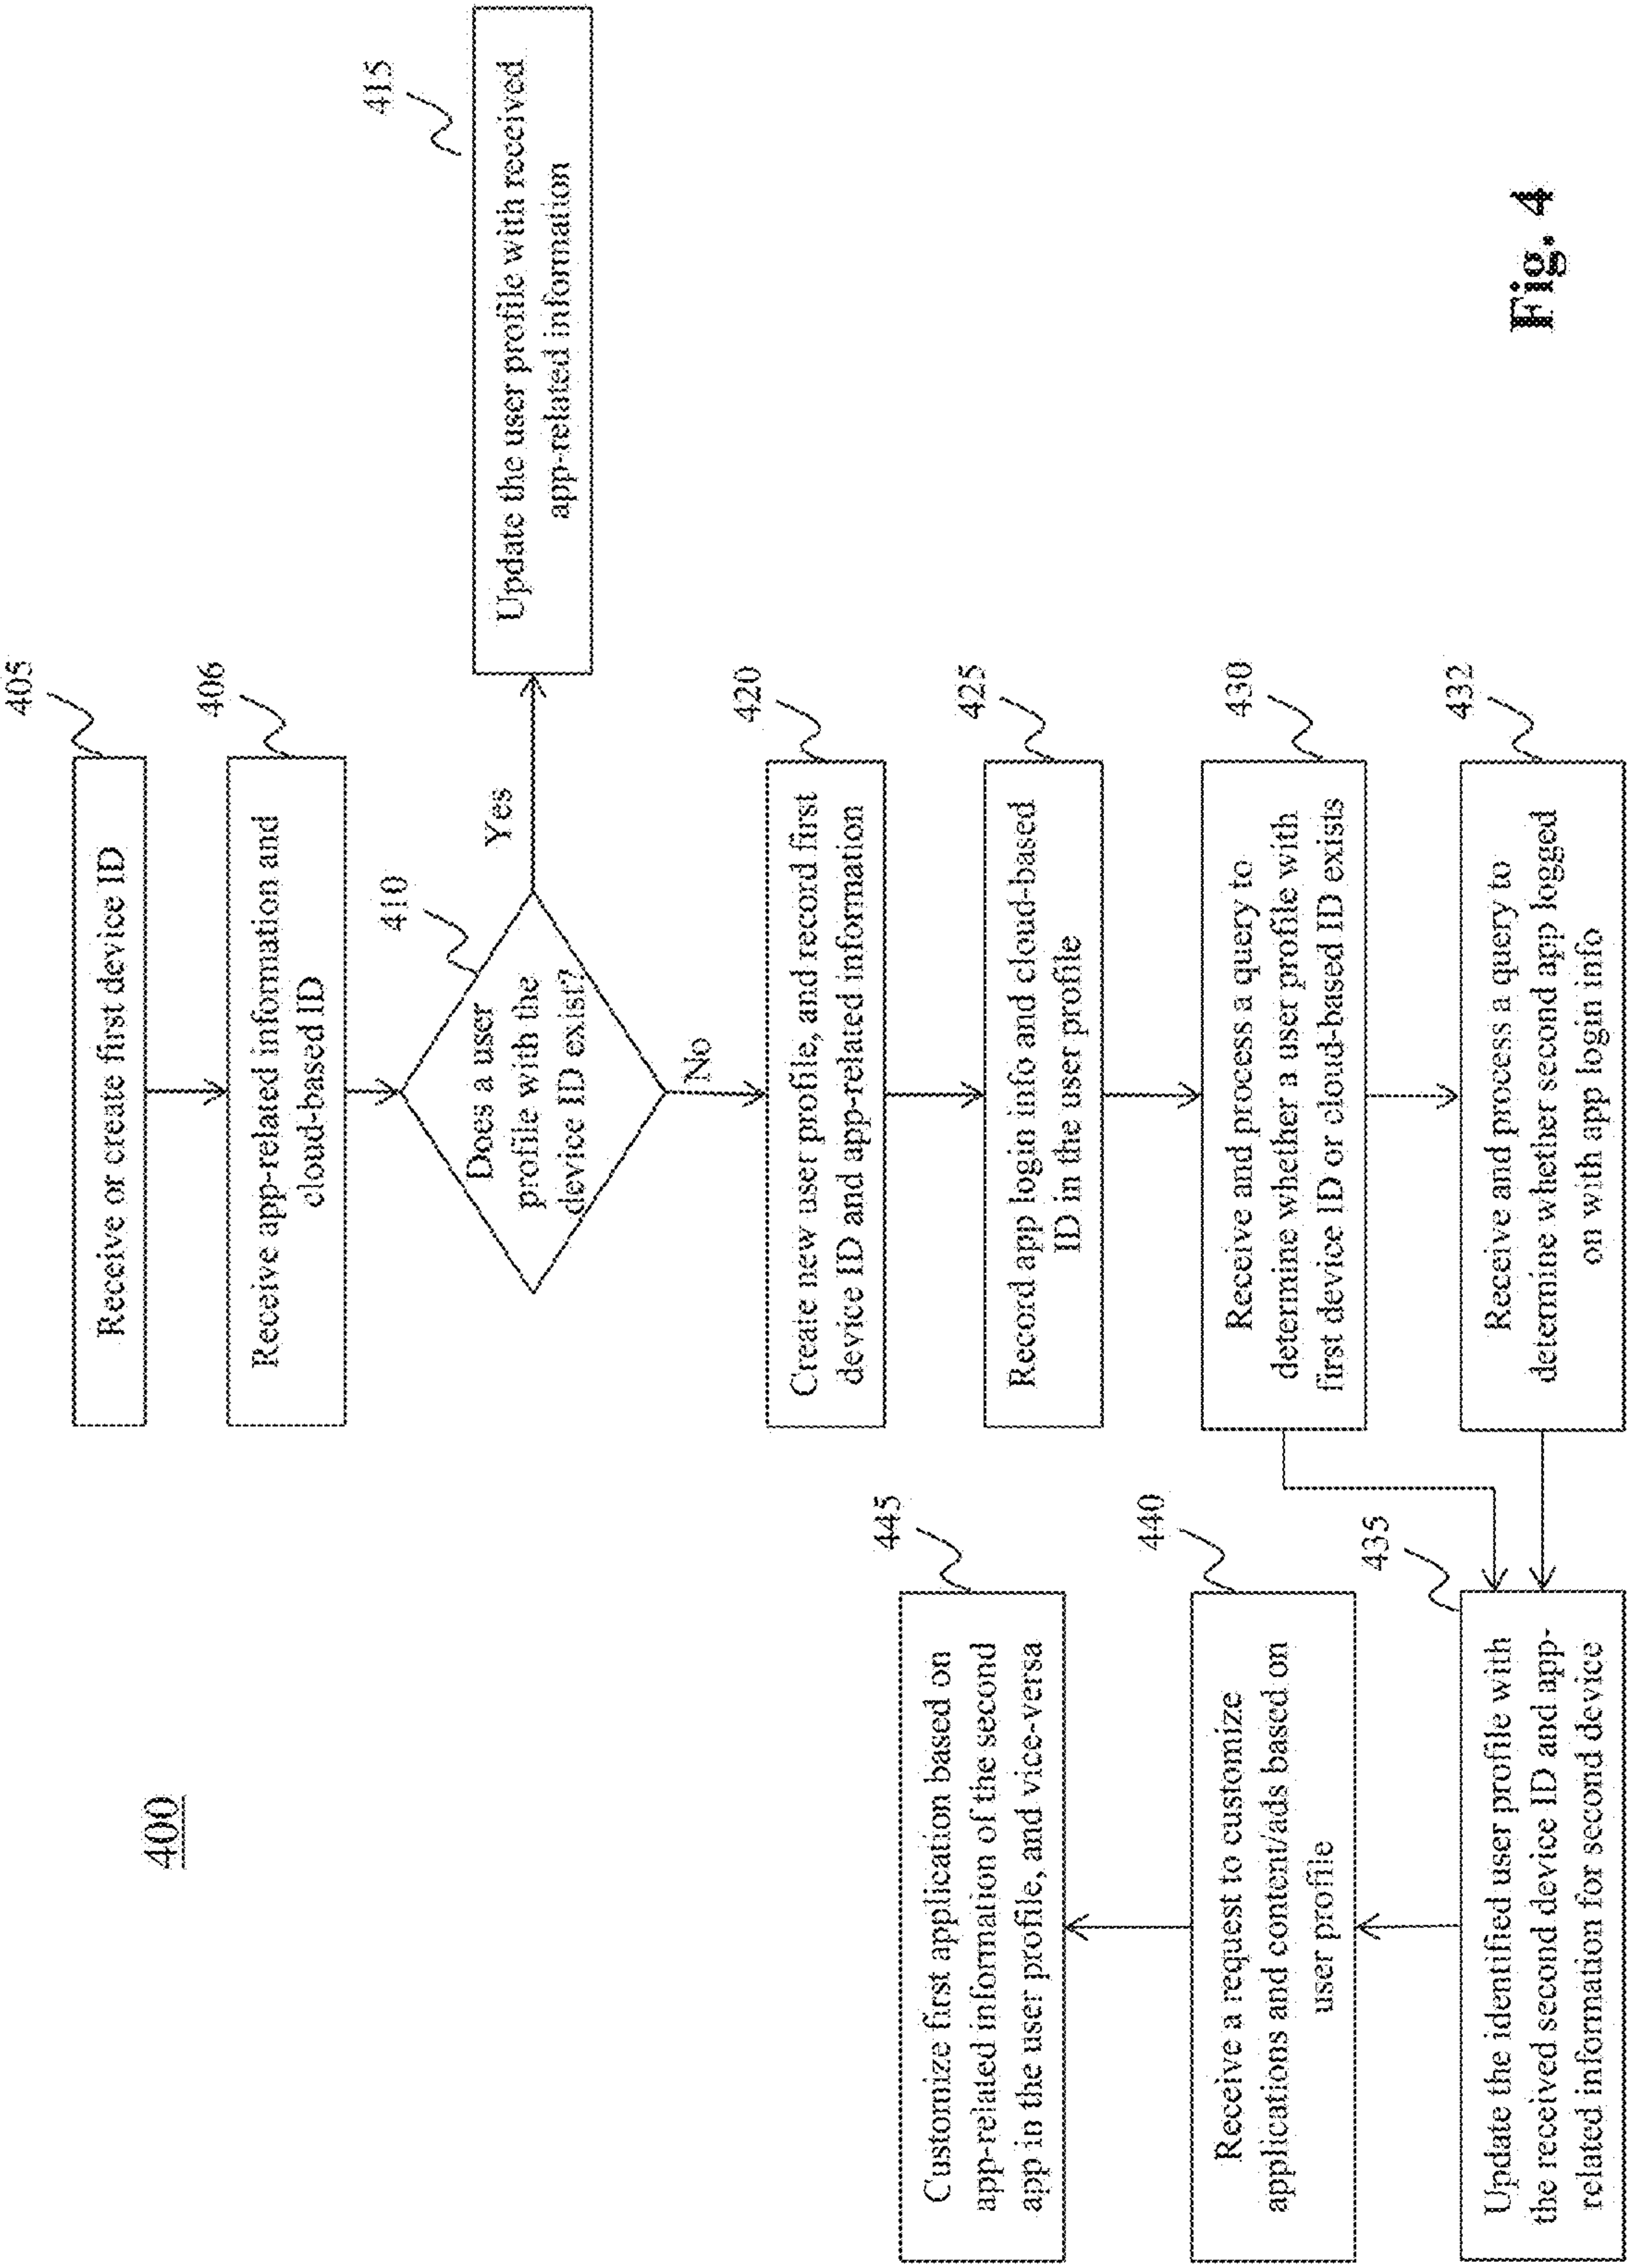 400
405
Receive or create first device ID
406
Receive app-related information and
cloud-based ID
410
Does a user
profile with the
device ID exist?
Yes
415
Update the user profile with received
app-related information
No
420
Create new user profile, and record first
device ID and app-related information
425
Record app login info and cloud-based
ID in the user profile
430
Receive and process a query to
determine whether a user profile with
first device ID or cloud-based ID exists
432
Receive and process a query to
determine whether second app logged
on with app login info
435
Update the identified user profile with
the received second device ID and app-
related information for second device
440
Receive a request to customize
applications and content/ads based on
user profile
445
Customize first application based on
app-related information of the second
app in the user profile, and vice-versa
Fig. 4